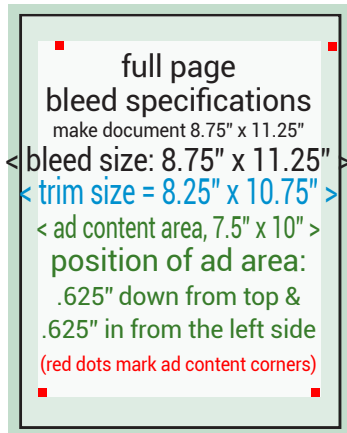 full page
bleed specifications
make document 8.75” x 11.25”
< bleed size: 8.75” x 11.25” >
< trim size = 8.25” x 10.75” >
< ad content area, 7.5” x 10” >
position of ad area:
.625” down from top &
.625” in from the left side
(red dots mark ad content corners)